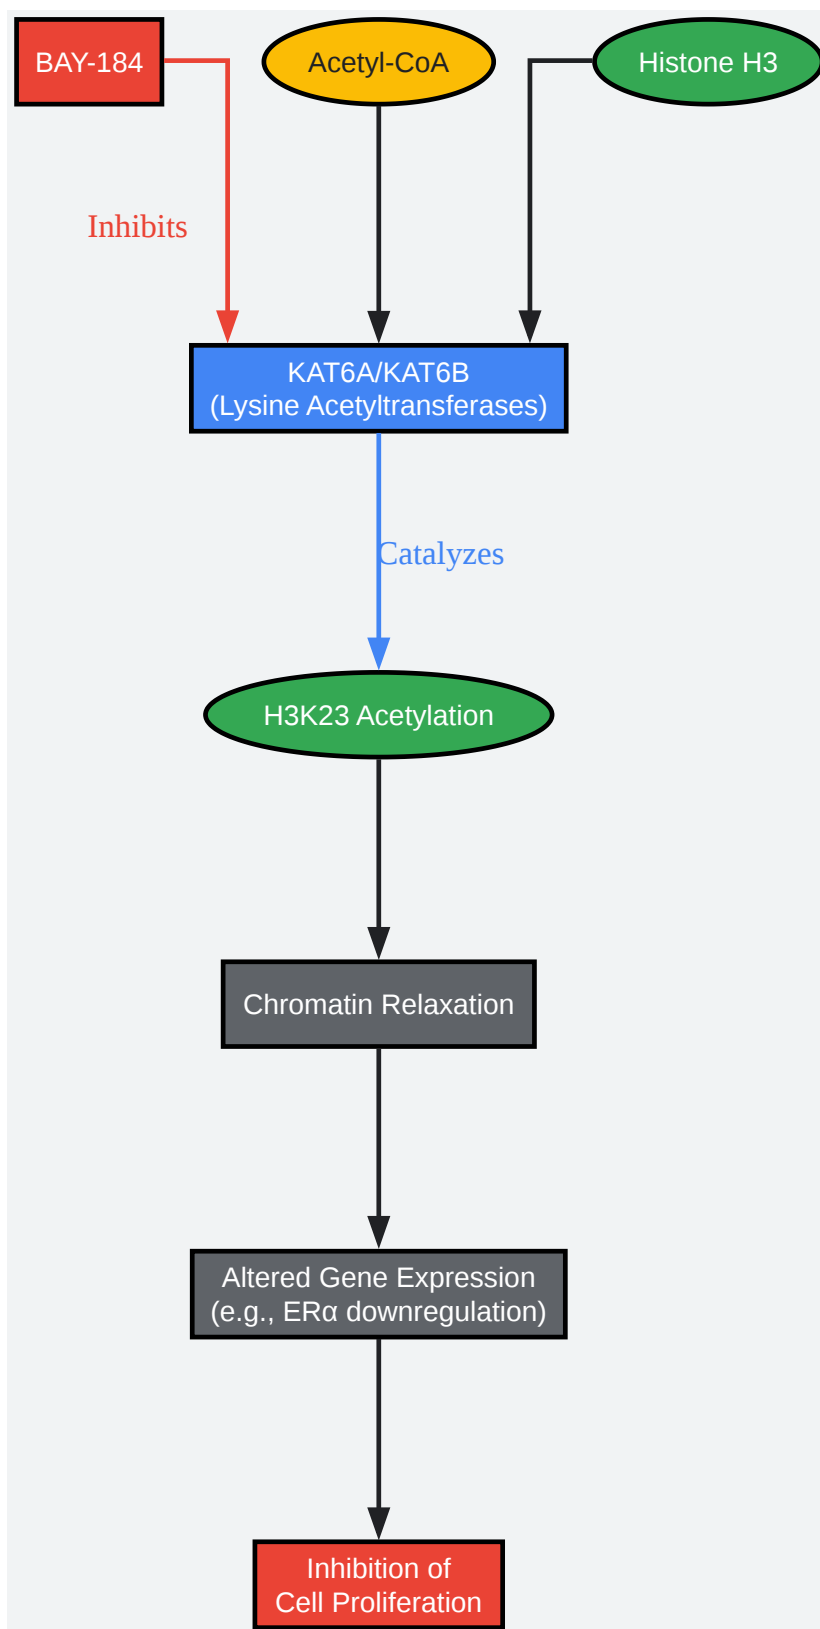 BAY-184
Acetyl-CoA
Histone H3
Inhibits
KAT6A/KAT6B
(Lysine Acetyltransferases)
Catalyzes
H3K23 Acetylation
Chromatin Relaxation
Altered Gene Expression
(e.g., ERα downregulation)
Inhibition of
Cell Proliferation